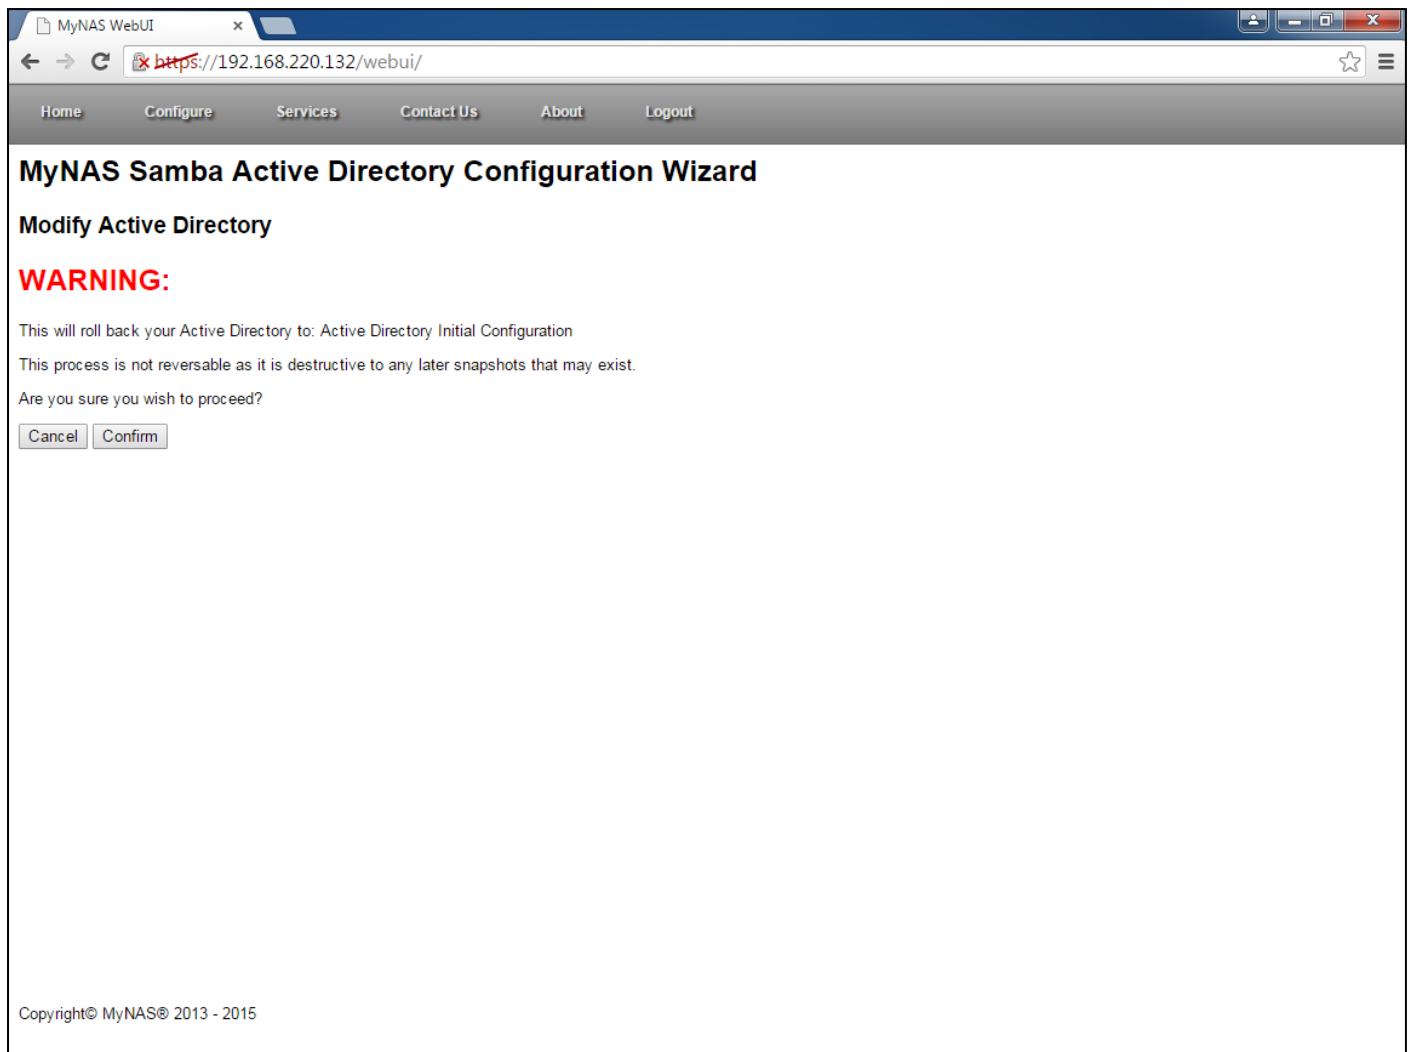 MyNAS WebUI
https://192.168.220.132/webui/
Home Configure Services Contact Us About Logout
MyNAS Samba Active Directory Configuration Wizard
Modify Active Directory
WARNING:
This will roll back your Active Directory to: Active Directory Initial Configuration
This process is not reversable as it is destructive to any later snapshots that may exist.
Are you sure you wish to proceed?
Cancel Confirm
Copyright© MyNAS® 2013 - 2015